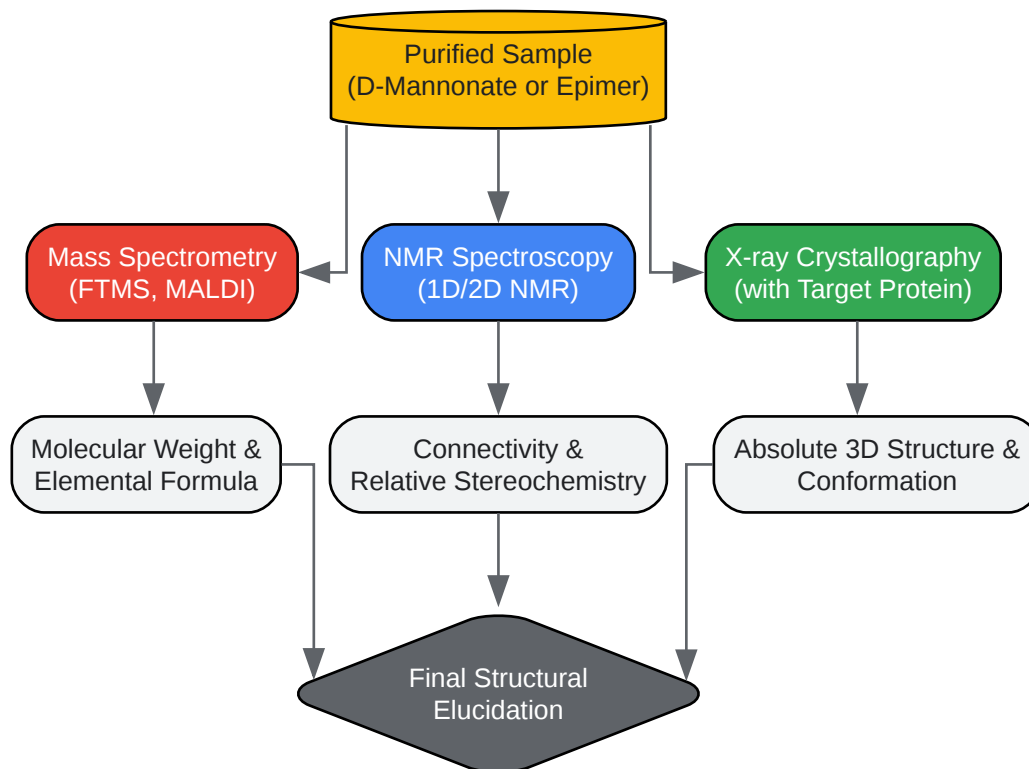 Purified Sample
(D-Mannonate or Epimer)
Mass Spectrometry
(FTMS, MALDI)
NMR Spectroscopy
(1D/2D NMR)
X-ray Crystallography
(with Target Protein)
Molecular Weight &
Elemental Formula
Connectivity &
Relative Stereochemistry
Absolute 3D Structure &
Conformation
Final Structural
Elucidation